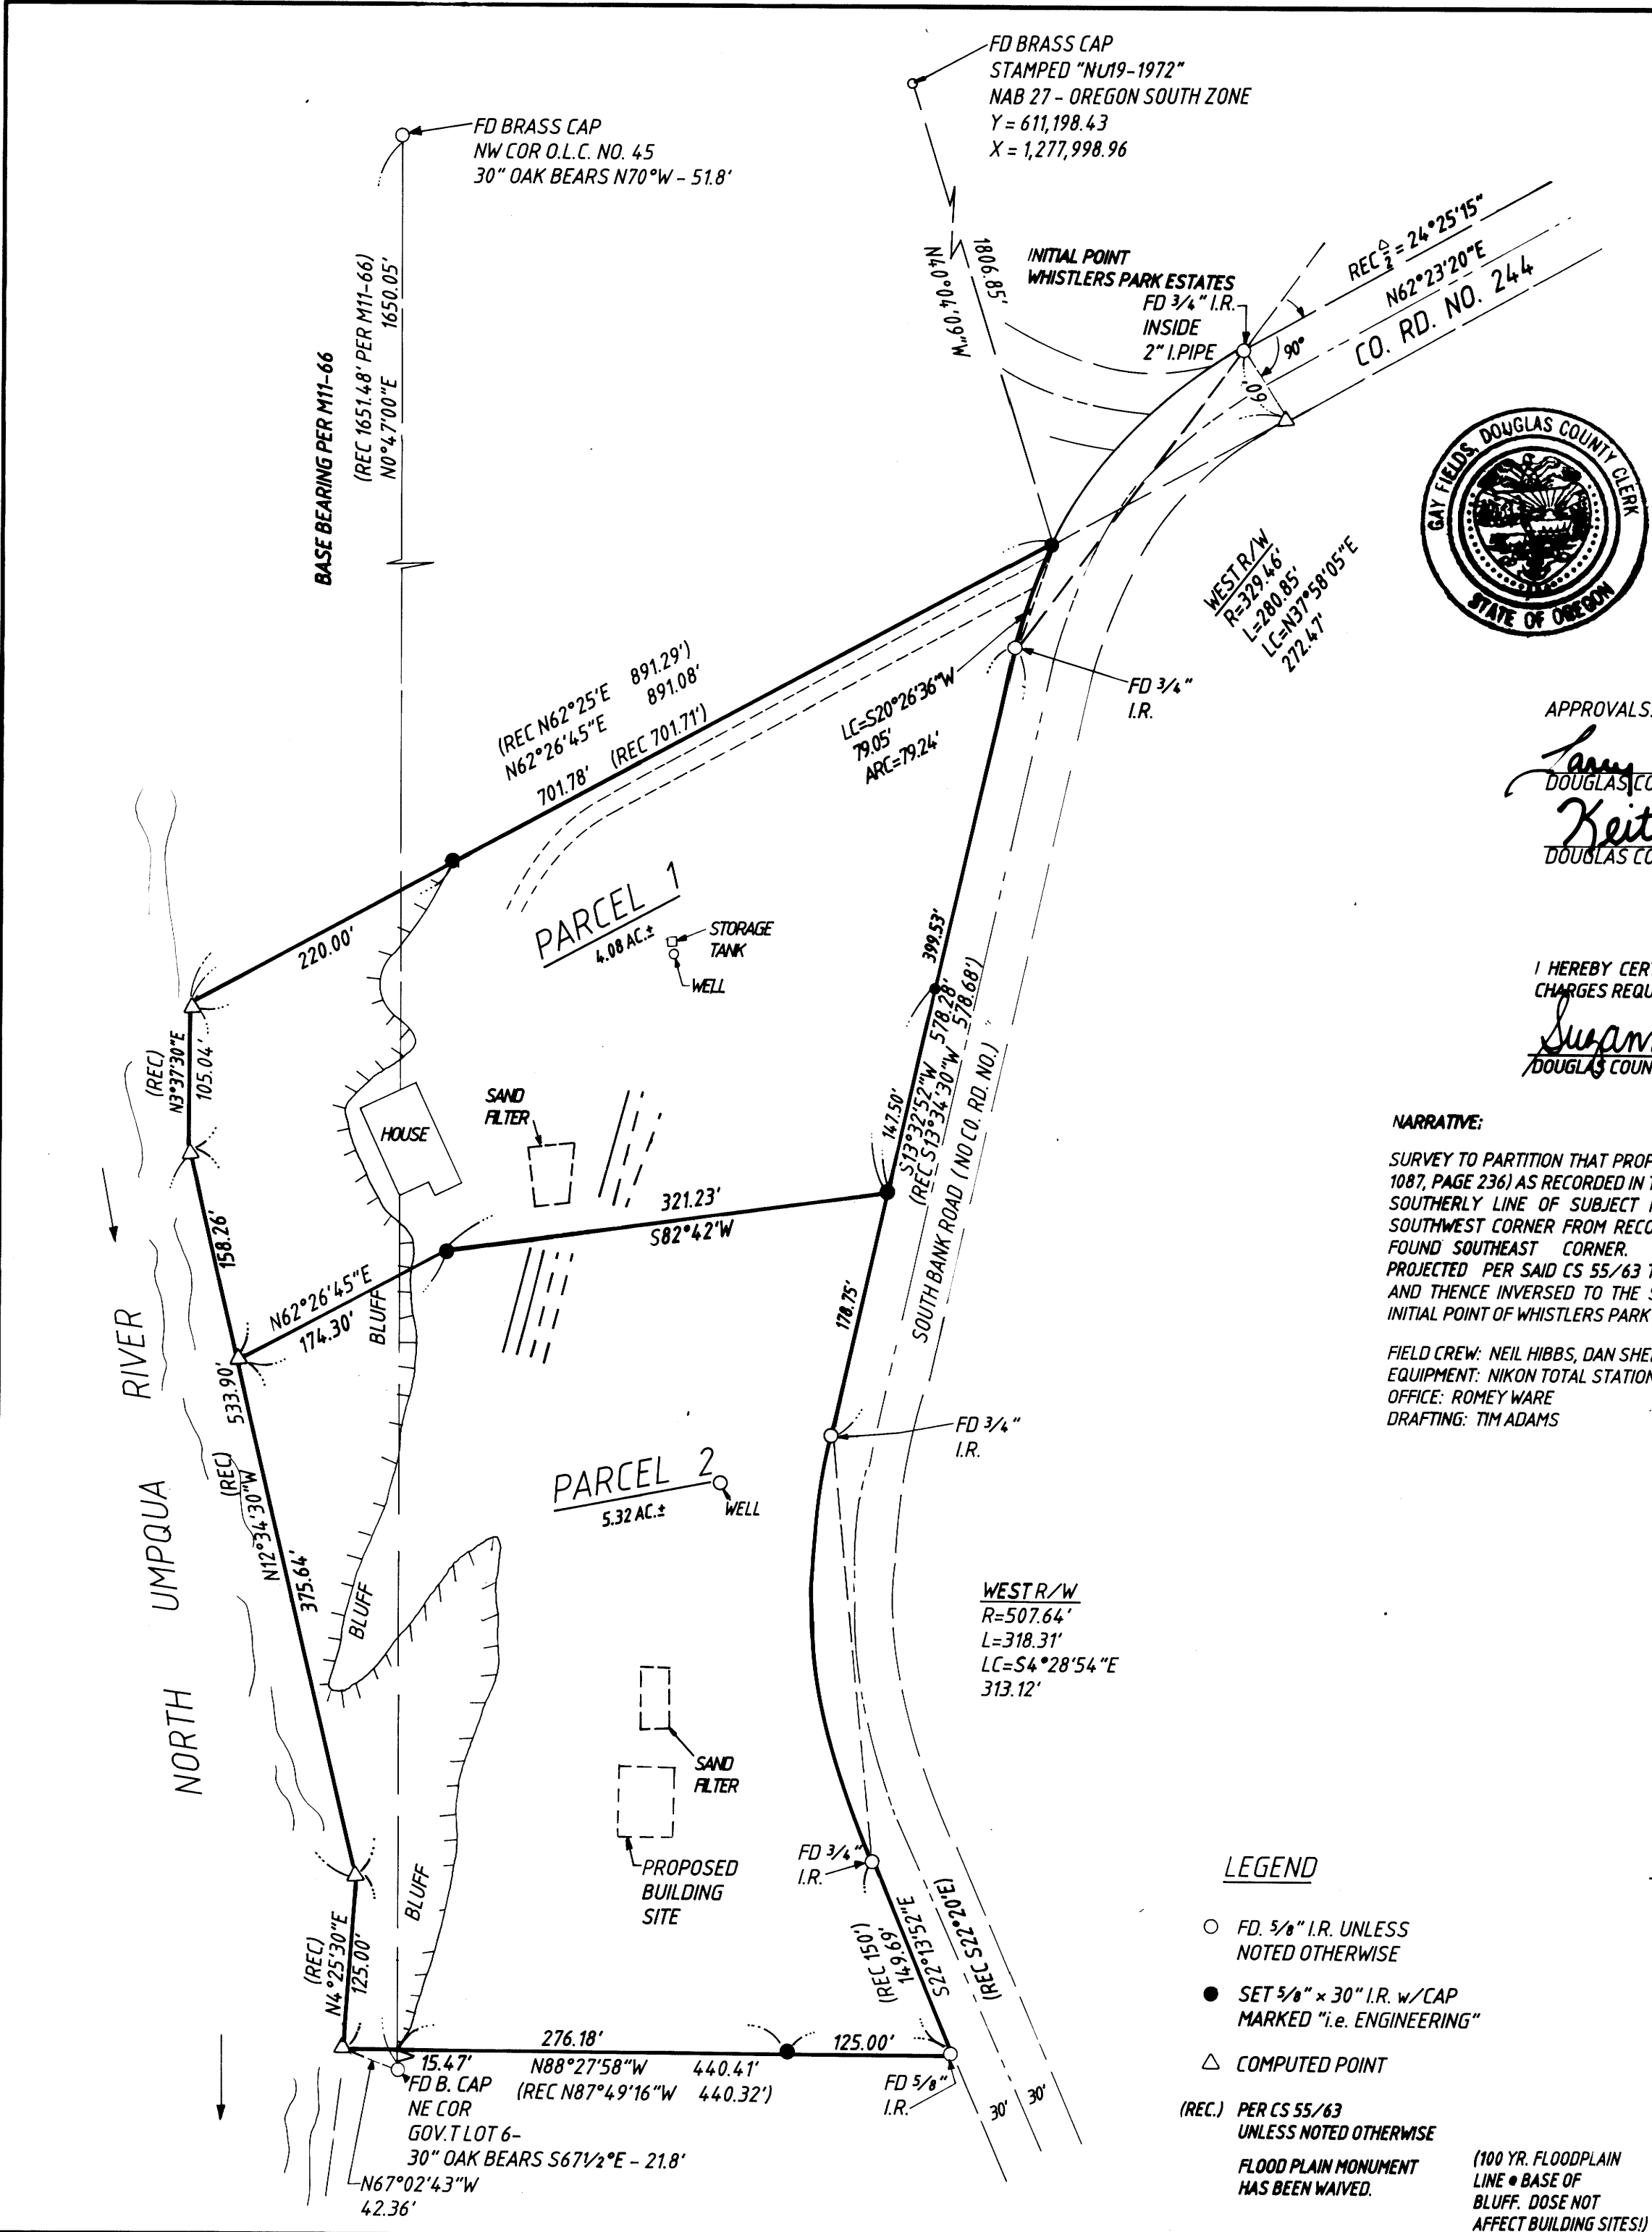 FD BRASS CAP
STAMPED "NU19-1972"
NAB 27 - OREGON SOUTH ZONE
Y = 611,198.43
X = 1,277,998.96
FD BRASS CAP
NW COR O.L.C. NO. 45
30" OAK BEARS N70°W - 51.8'
BASE BEARING PER M11-66
(REC 1651.48' PER M11-66)
N0°47'00"E 1650.05'
1806.85'
N40°04'09"W
INITIAL POINT
WHISTLERS PARK ESTATES
FD 3/4" I.R.
INSIDE
2" I.PIPE
REC △/2 = 24°25'15"
N62°23'20"E
CO. RD. NO. 244
90°
60'
GAY FIELDS, DOUGLAS COUNTY CLERK
STATE OF OREGON
WEST R/W
R=329.46'
L=280.85'
LC=N37°58'05"E
272.47'
(REC N62°25'E 891.29')
N62°26'45"E 891.08'
701.78' (REC 701.71')
LC=S20°26'36"W
79.05'
ARC=79.24'
FD 3/4"
I.R.
APPROVALS:
Larry
DOUGLAS CO
Keit
DOUGLAS CO
220.00'
PARCEL 1
4.08 AC.±
STORAGE
TANK
WELL
399.53'
I HEREBY CER
CHARGES REQU
Suzan
DOUGLAS COUN
(REC)
N3°37'30"E
105.04'
HOUSE
SAND
FILTER
147.50'
S13°32'52"W 578.28'
(REC S13°34'30"W 578.68')
SOUTH BANK ROAD (NO CO. RD. NO.)
NARRATIVE:
SURVEY TO PARTITION THAT PROP
1087, PAGE 236) AS RECORDED IN T
SOUTHERLY LINE OF SUBJECT
SOUTHWEST CORNER FROM RECO
FOUND SOUTHEAST CORNER.
PROJECTED PER SAID CS 55/63 T
AND THENCE INVERSED TO THE S
INITIAL POINT OF WHISTLERS PARK
FIELD CREW: NEIL HIBBS, DAN SHE
EQUIPMENT: NIKON TOTAL STATION
OFFICE: ROMEY WARE
DRAFTING: TIM ADAMS
321.23'
S82°42'W
158.26'
N62°26'45"E
174.30'
BLUFF
178.75'
533.90'
(REC)
N12°34'30"W
375.64'
NORTH UMPQUA RIVER
FD 3/4"
I.R.
PARCEL 2
5.32 AC.±
WELL
BLUFF
WEST R/W
R=507.64'
L=318.31'
LC=S4°28'54"E
313.12'
SAND
FILTER
PROPOSED
BUILDING
SITE
FD 3/4"
I.R.
BLUFF
(REC)
N4°25'30"E
125.00'
(REC 150')
149.69'
S22°13'52"E
(REC S22°20'E)
276.18'
125.00'
15.47'
N88°27'58"W 440.41'
(REC N87°49'16"W 440.32')
FD B. CAP
NE COR
GOV.T LOT 6-
30" OAK BEARS S67 1/2°E - 21.8'
N67°02'43"W
42.36'
FD 5/8"
I.R.
30'
30'
LEGEND
FD. 5/8" I.R. UNLESS
NOTED OTHERWISE
SET 5/8" x 30" I.R. w/CAP
MARKED "i.e. ENGINEERING"
COMPUTED POINT
(REC.) PER CS 55/63
UNLESS NOTED OTHERWISE
FLOOD PLAIN MONUMENT
HAS BEEN WAIVED.
(100 YR. FLOODPLAIN
LINE • BASE OF
BLUFF. DOSE NOT
AFFECT BUILDING SITES!)